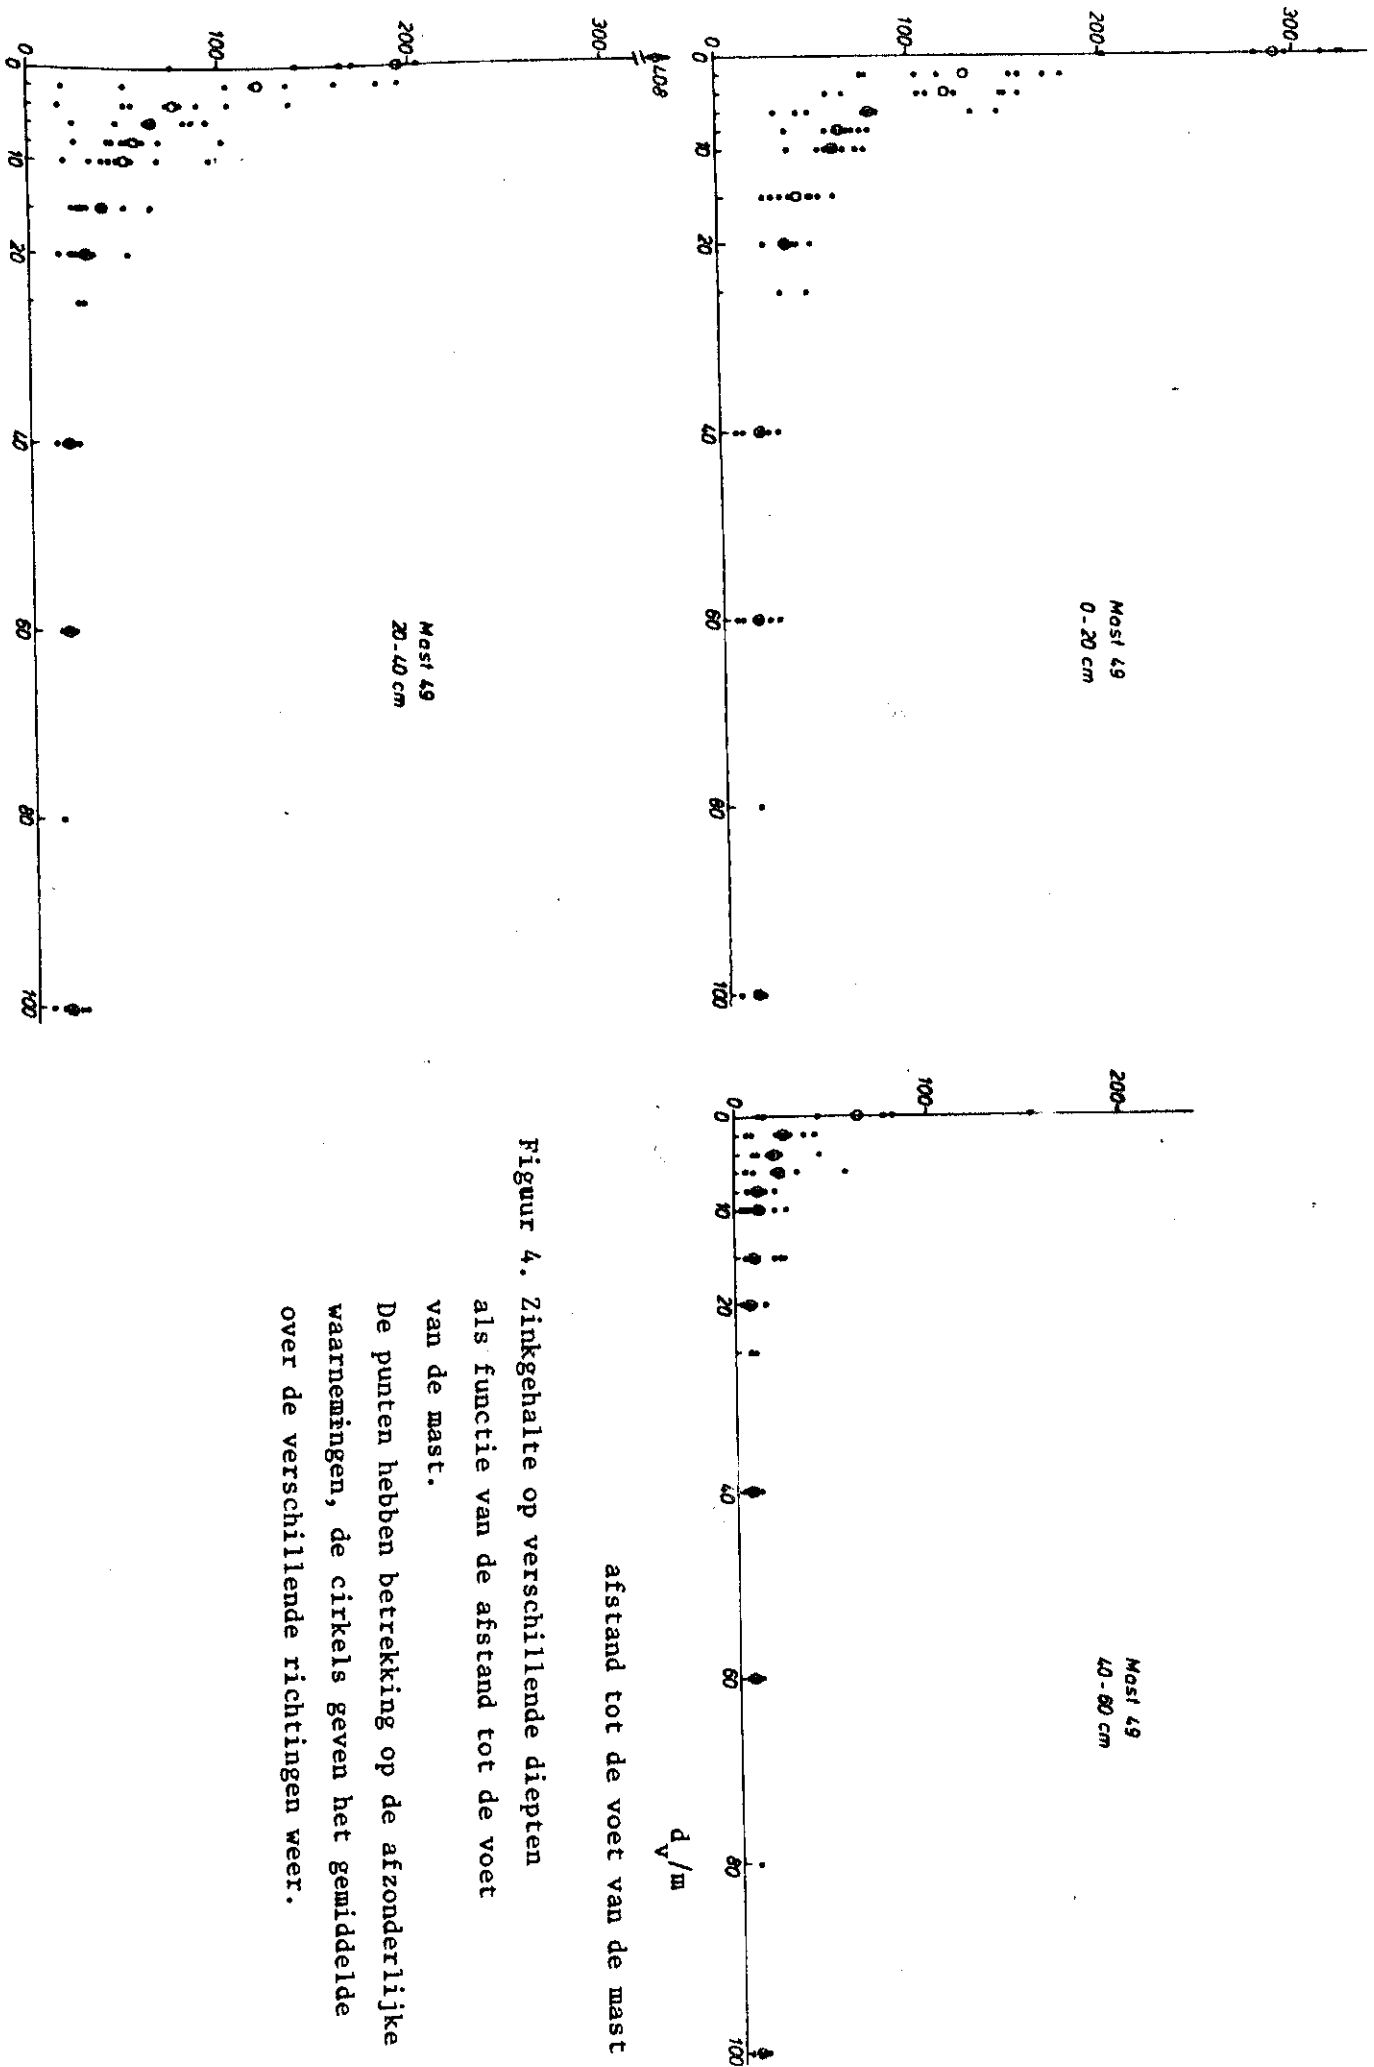 300
200
100
0
0
10
20
40
60
80
100
Mast 49
0-20 cm
408
300
200
100
0
0
10
20
40
60
80
100
Mast 49
20-40 cm
200
100
0
0
10
20
40
60
80
100
Mast 49
40-60 cm
d_v/m
afstand tot de voet van de mast
Figuur 4. Zinkgehalte op verschillende diepten
als functie van de afstand tot de voet
van de mast.
De punten hebben betrekking op de afzonderlijke
waarnemingen, de cirkels geven het gemiddelde
over de verschillende richtingen weer.